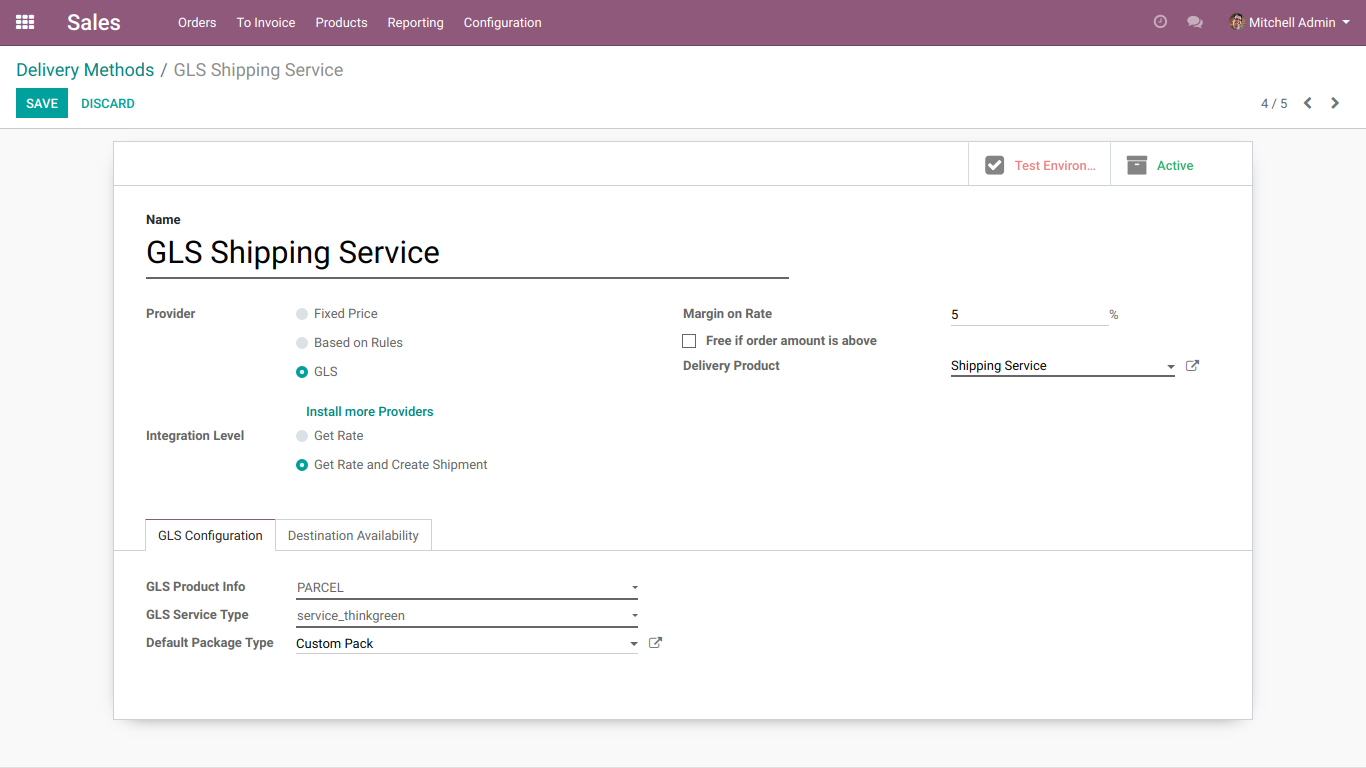 Sales Orders To Invoice Products Reporting Configuration Mitchell Admin
Delivery Methods / GLS Shipping Service
SAVE DISCARD 4 / 5
Test Environ... Active
Name
GLS Shipping Service
Provider Fixed Price Margin on Rate 5 %
Based on Rules Free if order amount is above
GLS Delivery Product Shipping Service
Install more Providers
Integration Level Get Rate
Get Rate and Create Shipment
GLS Configuration Destination Availability
GLS Product Info PARCEL
GLS Service Type service_thinkgreen
Default Package Type Custom Pack